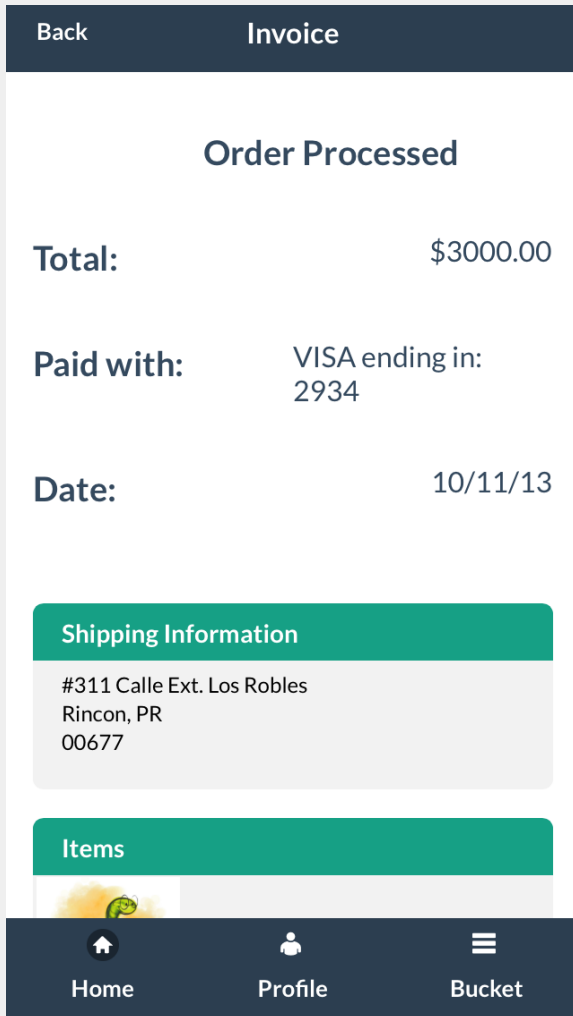 Back
Invoice
Order Processed
Total:
$3000.00
Paid with:
VISA ending in:
2934
Date:
10/11/13
Shipping Information
#311 Calle Ext. Los Robles
Rincon, PR
00677
Items
Home
Profile
Bucket